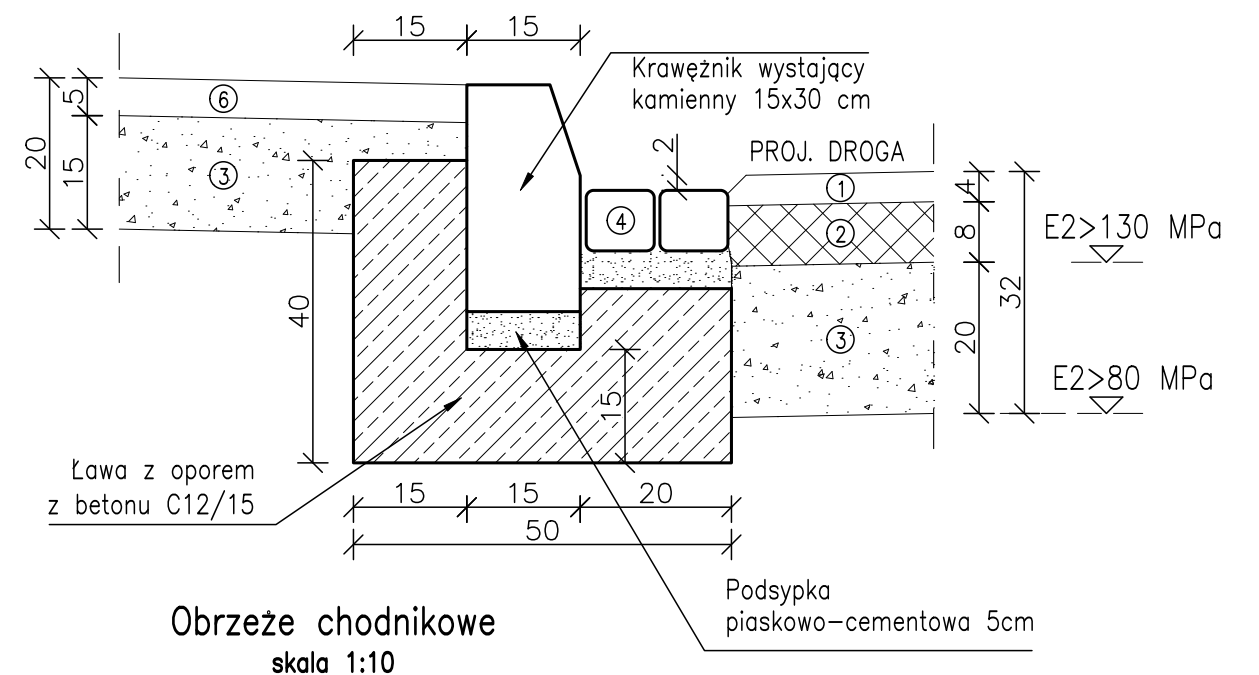 15
15
Krawężnik wystający
kamienny 15x30 cm
20
5
15
6
3
40
2
PROJ. DROGA
1
4
2
3
4
8
20
32
E2>130 MPa
E2>80 MPa
15
Ława z oporem
z betonu C12/15
15
15
20
50
Podsypka
piaskowo-cementowa 5cm
Obrzeże chodnikowe
skala 1:10